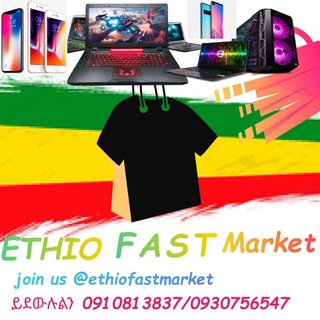 ETHIO FAST Market
join us @ethiofastmarket
ይደውሉልን 0910813837/0930756547